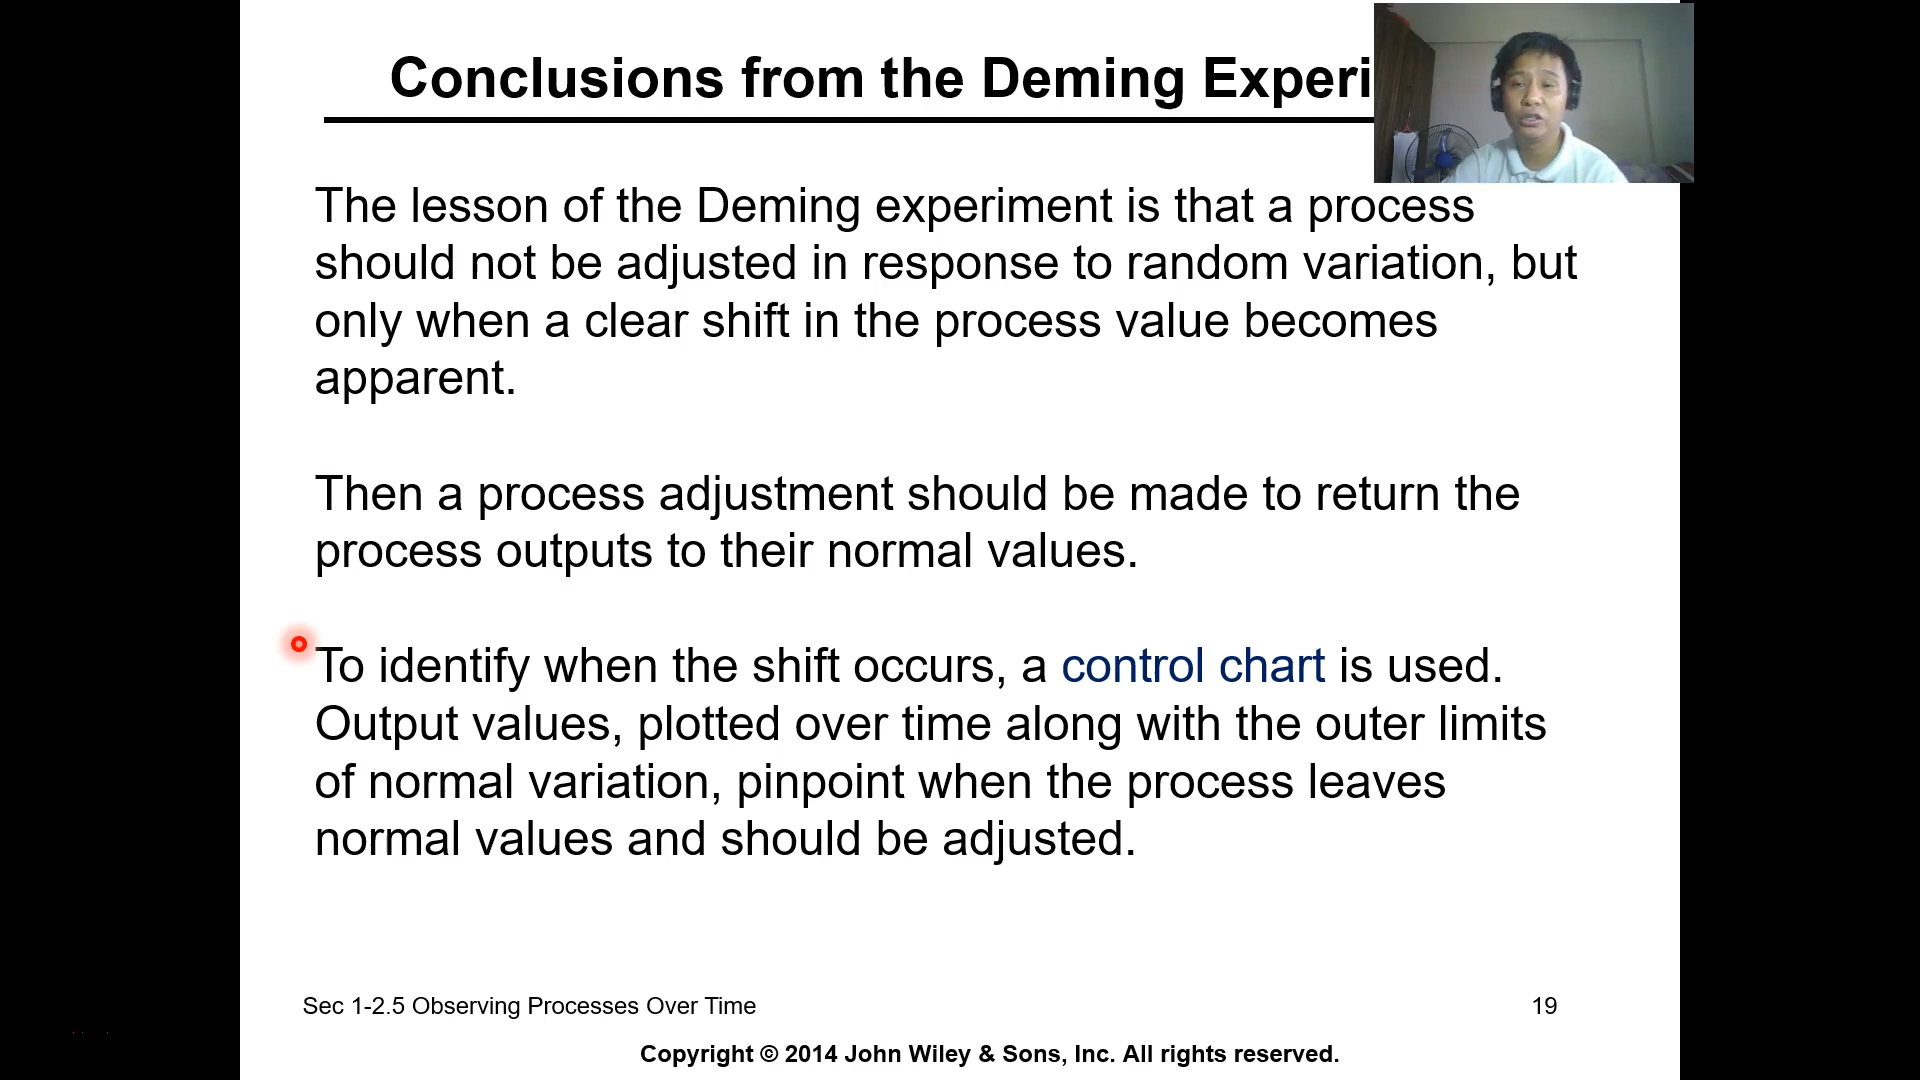 Conclusions from the Deming Experi
The lesson of the Deming experiment is that a process
should not be adjusted in response to random variation, but
only when a clear shift in the process value becomes
apparent.
Then a process adjustment should be made to return the
process outputs to their normal values.
To identify when the shift occurs, a control chart is used.
Output values, plotted over time along with the outer limits
of normal variation, pinpoint when the process leaves
normal values and should be adjusted.
Sec 1-2.5 Observing Processes Over Time
19
Copyright © 2014 John Wiley & Sons, Inc. All rights reserved.